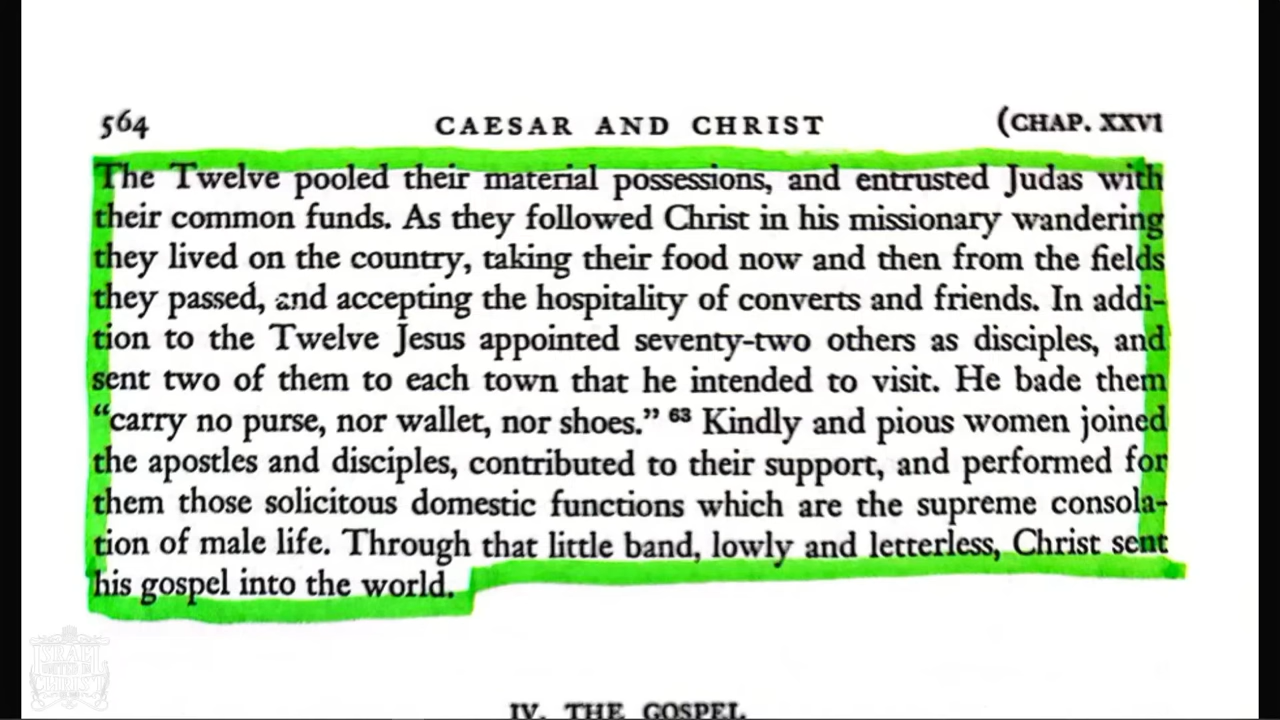 564 CAESAR AND CHRIST (CHAP. XXVI
The Twelve pooled their material possessions, and entrusted Judas with
their common funds. As they followed Christ in his missionary wandering
they lived on the country, taking their food now and then from the fields
they passed, and accepting the hospitality of converts and friends. In addi-
tion to the Twelve Jesus appointed seventy-two others as disciples, and
sent two of them to each town that he intended to visit. He bade them
“carry no purse, nor wallet, nor shoes.” 63 Kindly and pious women joined
the apostles and disciples, contributed to their support, and performed for
them those solicitous domestic functions which are the supreme consola-
tion of male life. Through that little band, lowly and letterless, Christ sent
his gospel into the world.
ISRAEL
UNITED IN
CHRIST
IV. THE GOSPEL